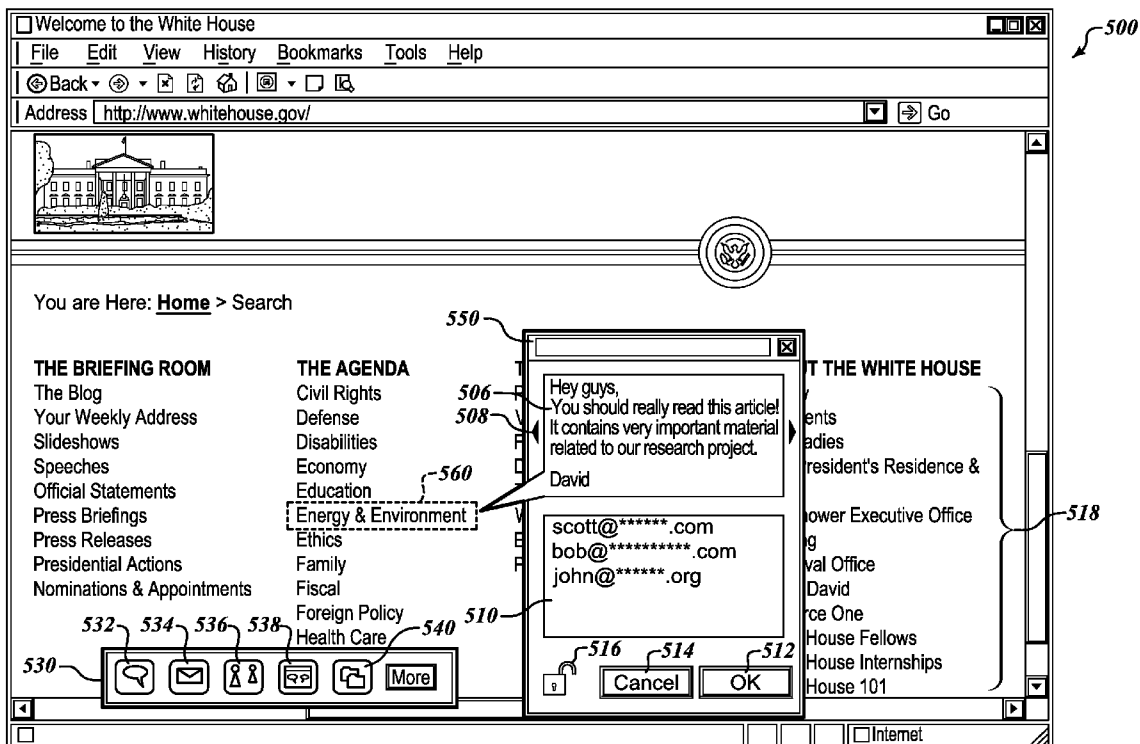 Welcome to the White House
500
File Edit View History Bookmarks Tools Help
Back Go
Address http://www.whitehouse.gov/
You are Here: Home > Search
550
THE BRIEFING ROOM
The Blog
Your Weekly Address
Slideshows
Speeches
Official Statements
Press Briefings
Press Releases
Presidential Actions
Nominations & Appointments
THE AGENDA
Civil Rights
Defense
Disabilities
Economy
Education
Energy & Environment
Ethics
Family
Fiscal
Foreign Policy
Health Care
560
506
508
Hey guys,
You should really read this article!
It contains very important material
related to our research project.
David
scott@******.com
bob@**********.com
john@******.org
510
516
514
512
Cancel OK
UT THE WHITE HOUSE
ents
adies
resident's Residence &
ower Executive Office
val Office
David
rce One
House Fellows
House Internships
House 101
518
532 534 536 538 540
530
More
Internet